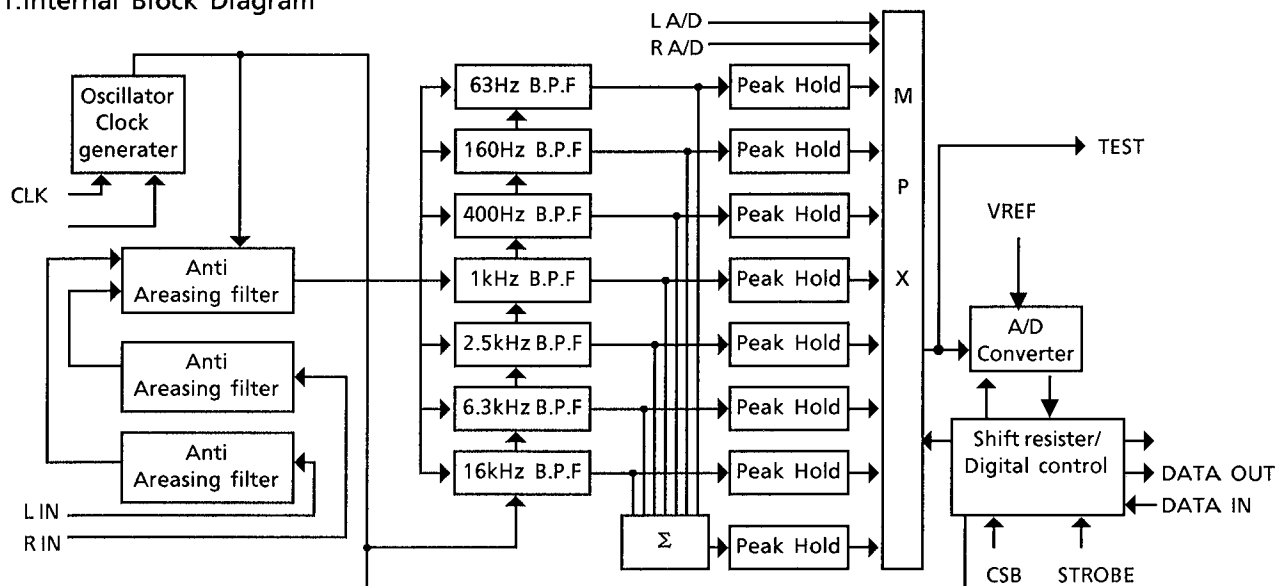 1.Internal Block Diagram
L A/D
R A/D
Oscillator
Clock
generater
CLK
63Hz B.P.F
160Hz B.P.F
400Hz B.P.F
1kHz B.P.F
2.5kHz B.P.F
6.3kHz B.P.F
16kHz B.P.F
Peak Hold
Peak Hold
Peak Hold
Peak Hold
Peak Hold
Peak Hold
Peak Hold
Peak Hold
M
P
X
TEST
VREF
A/D
Converter
Anti
Areasing filter
Anti
Areasing filter
Anti
Areasing filter
L IN
R IN
Σ
Shift resister/
Digital control
DATA OUT
DATA IN
CSB
STROBE